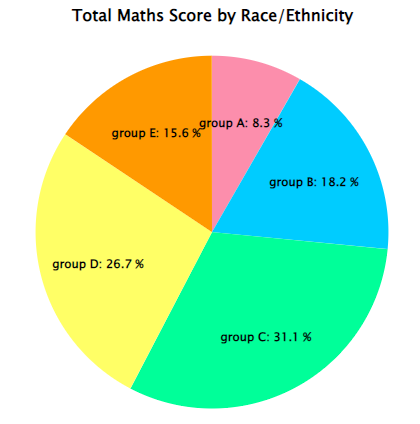 Total Maths Score by Race/Ethnicity
group A: 8.3 %
group E: 15.6 %
group B: 18.2 %
group D: 26.7 %
group C: 31.1 %